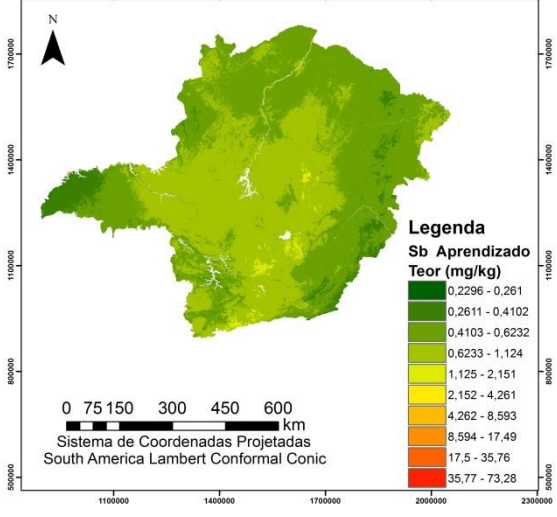 N
1700000
1400000
1100000
800000
500000
1700000
1400000
1100000
800000
500000
Legenda
Sb Aprendizado
Teor (mg/kg)
0,2296 - 0,261
0,2611 - 0,4102
0,4103 - 0,6232
0,6233 - 1,124
1,125 - 2,151
2,152 - 4,261
4,262 - 8,593
8,594 - 17,49
17,5 - 35,76
35,77 - 73,28
0 75 150 300 450 600
km
Sistema de Coordenadas Projetadas
South America Lambert Conformal Conic
1100000 1400000 1700000 2000000 2300000